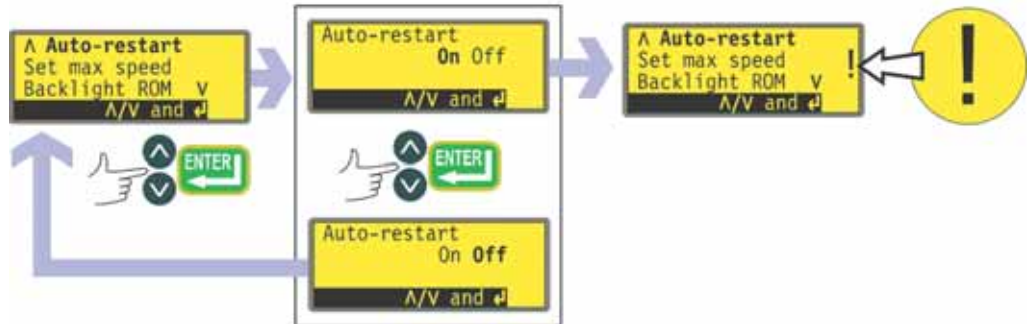 ∧ Auto-restart
Set max speed
Backlight ROM ∨
∧/∨ and ↵
ENTER
Auto-restart
On Off
∧/∨ and ↵
ENTER
Auto-restart
On Off
∧/∨ and ↵
∧ Auto-restart
Set max speed !
Backlight ROM ∨
∧/∨ and ↵
!